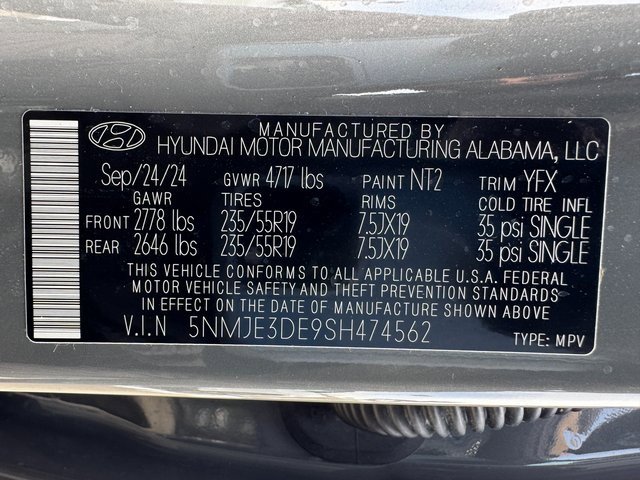 MANUFACTURED BY
HYUNDAI MOTOR MANUFACTURING ALABAMA, LLC
Sep/24/24 GVWR 4717 lbs PAINT NT2 TRIM YFX
GAWR TIRES RIMS COLD TIRE INFL
FRONT 2778 lbs 235/55R19 7.5JX19 35 psi SINGLE
REAR 2646 lbs 235/55R19 7.5JX19 35 psi SINGLE
THIS VEHICLE CONFORMS TO ALL APPLICABLE U.S.A. FEDERAL
MOTOR VEHICLE SAFETY AND THEFT PREVENTION STANDARDS
IN EFFECT ON THE DATE OF MANUFACTURE SHOWN ABOVE
V.I.N 5NMJE3DE9SH474562 TYPE: MPV